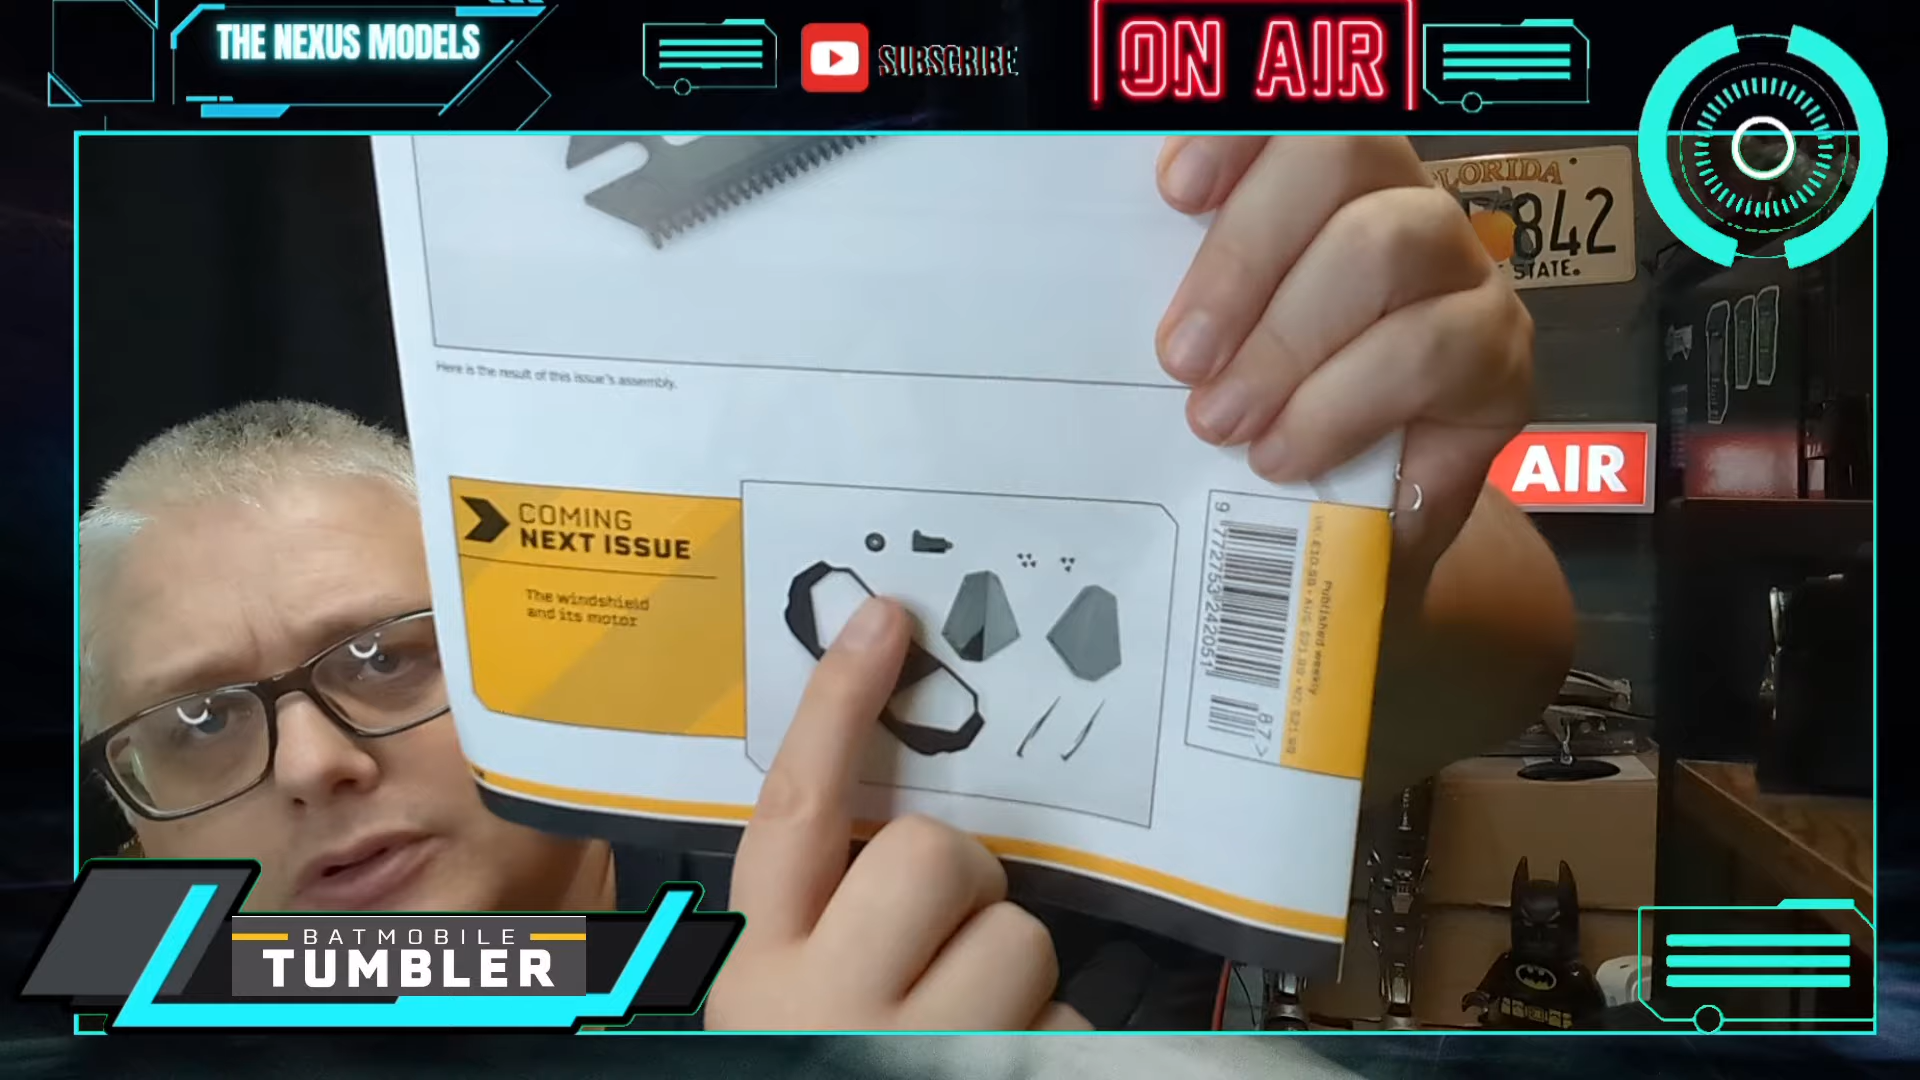 THE NEXUS MODELS
SUBSCRIBE
ON AIR
LORIDA
842
STATE.
AIR
Here is the result of this issue's assembly.
COMING
NEXT ISSUE
The windshield
and its motor
9 772753 242051
87>
Published weekly
BATMOBILE
TUMBLER